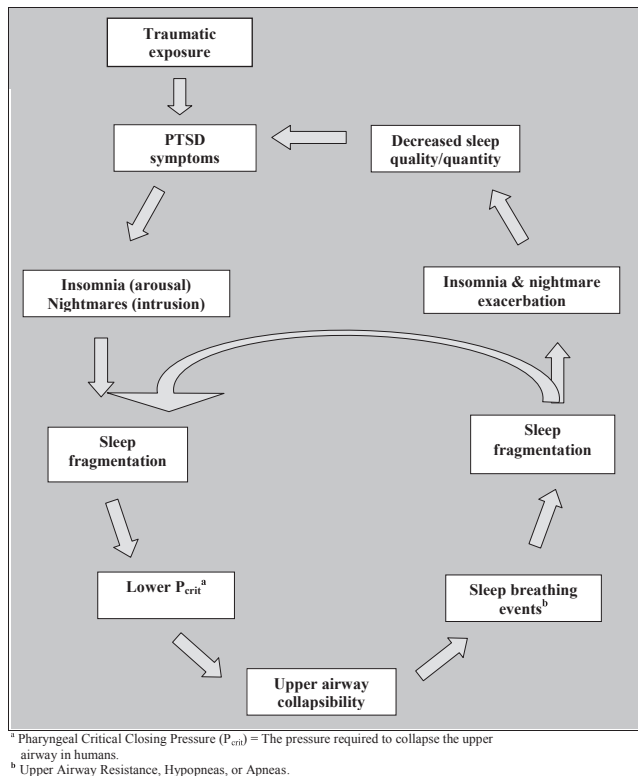 Traumatic
exposure
PTSD
symptoms
Decreased sleep
quality/quantity
Insomnia (arousal)
Nightmares (intrusion)
Insomnia & nightmare
exacerbation
Sleep
fragmentation
Sleep
fragmentation
Lower Pcrit^a
Sleep breathing
events^b
Upper airway
collapsibility
^a Pharyngeal Critical Closing Pressure (Pcrit) = The pressure required to collapse the upper
airway in humans.
^b Upper Airway Resistance, Hypopneas, or Apneas.